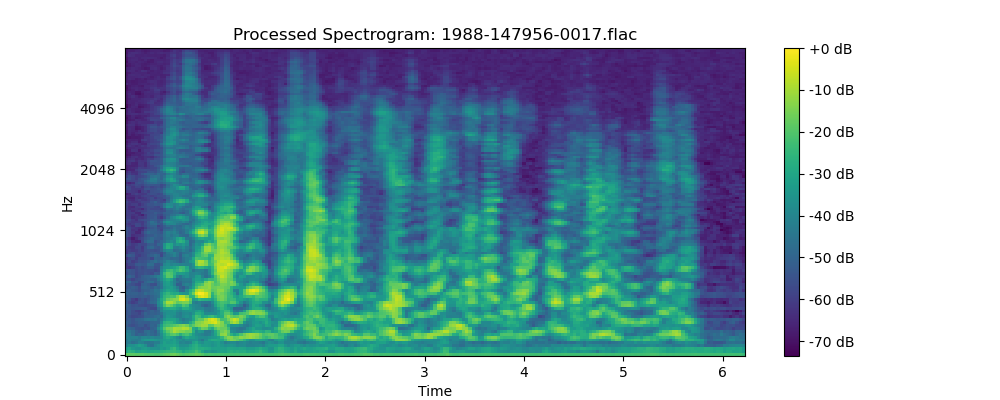 Processed Spectrogram: 1988-147956-0017.flac
Hz
4096
2048
1024
512
0
0 1 2 3 4 5 6
Time
+0 dB
-10 dB
-20 dB
-30 dB
-40 dB
-50 dB
-60 dB
-70 dB